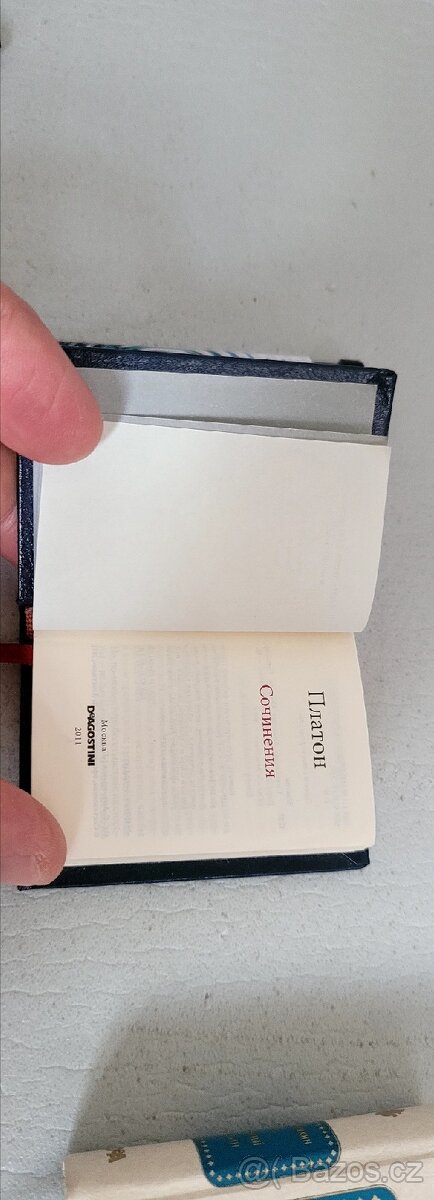 Платон
Сочинения
Москва
DeAGOSTINI
2011
@( Bazos.cz